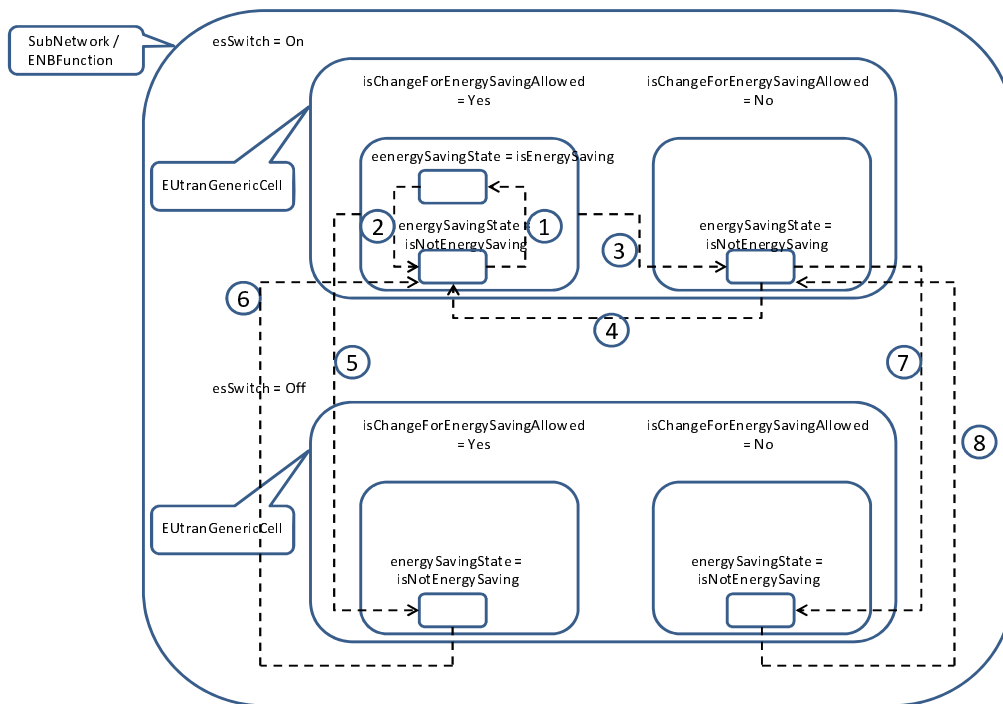 SubNetwork /
ENBFunction
esSwitch = On
isChangeForEnergySavingAllowed
= Yes
isChangeForEnergySavingAllowed
= No
EUtranGenericCell
eenergySavingState = isEnergySaving
2
1
energySavingState =
isNotEnergySaving
3
energySavingState =
isNotEnergySaving
6
4
5
7
esSwitch = Off
isChangeForEnergySavingAllowed
= Yes
isChangeForEnergySavingAllowed
= No
8
EUtranGenericCell
energySavingState =
isNotEnergySaving
energySavingState =
isNotEnergySaving